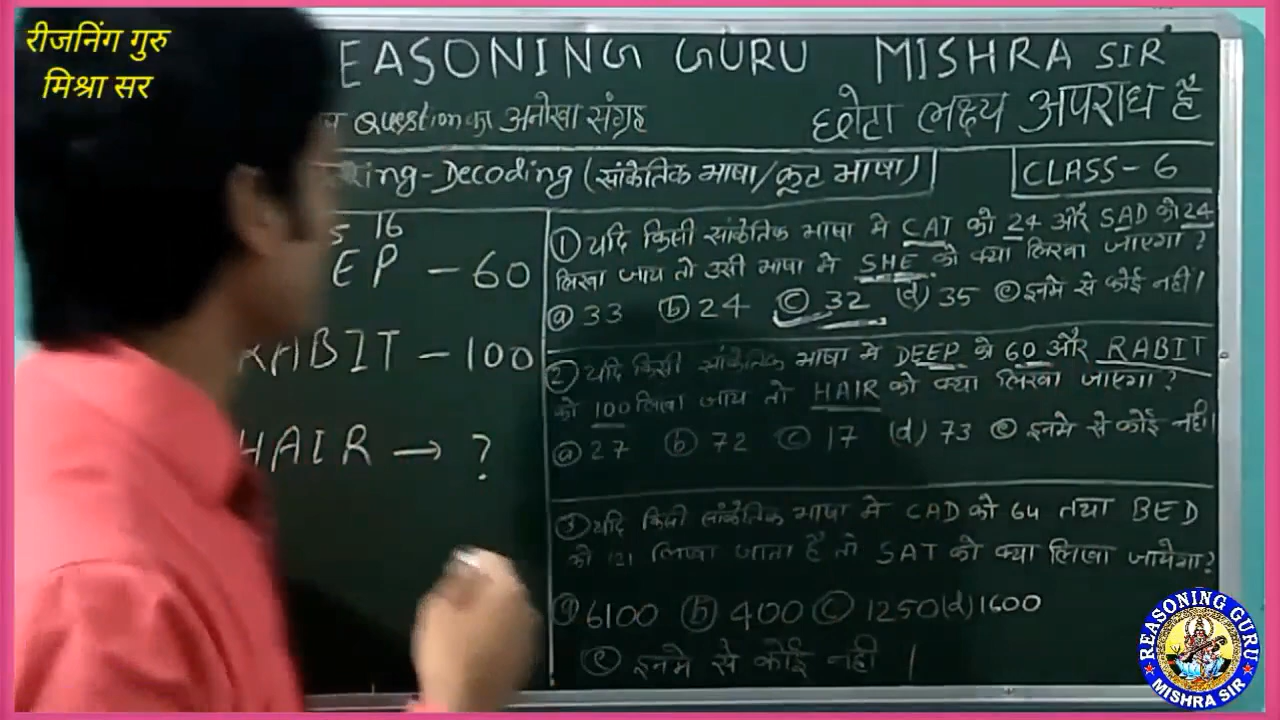 रीजनिंग गुरु
मिश्रा सर
EASONING GURU MISHRA SIR
Question का अनोखा संग्रह
छोटा लक्ष्य अपराध है
ing-Decoding (सांकेतिक भाषा/कूट भाषा)
CLASS-6
5 16
EP - 60
RABIT - 100
HAIR → ?
① यदि किसी सांकेतिक भाषा मे CAT को 24 और SAD को 24
लिखा जाय तो उसी भाषा मे SHE को क्या लिखा जाएगा ?
ⓐ 33 ⓑ 24 ⓒ 32 (d) 35 ⓔ इनमे से कोई नहीं।
② यदि किसी सांकेतिक भाषा मे DEEP को 60 और RABIT
को 100 लिखा जाय तो HAIR को क्या लिखा जाएगा ?
ⓐ 27 ⓑ 72 ⓒ 17 (d) 73 ⓔ इनमे से कोई नही।
③ यदि किसी सांकेतिक भाषा मे CAD को 64 तथा BED
को 121 लिखा जाता है तो SAT को क्या लिखा जायेगा?
ⓐ 6100 ⓑ 400 ⓒ 1250 (d) 1600
ⓔ इनमे से कोई नही ।
REASONING GURU
MISHRA SIR